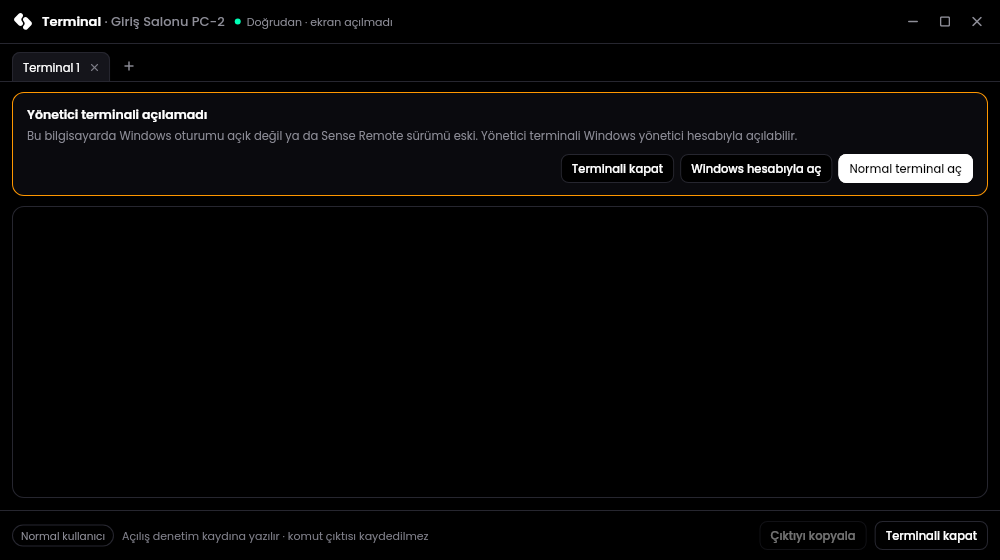 Terminal · Giriş Salonu PC-2 Doğrudan · ekran açılmadı
Terminal 1
Yönetici terminali açılamadı
Bu bilgisayarda Windows oturumu açık değil ya da Sense Remote sürümü eski. Yönetici terminali Windows yönetici hesabıyla açılabilir.
Terminali kapat Windows hesabıyla aç Normal terminal aç
Normal kullanıcı Açılış denetim kaydına yazılır · komut çıktısı kaydedilmez Çıktıyı kopyala Terminali kapat